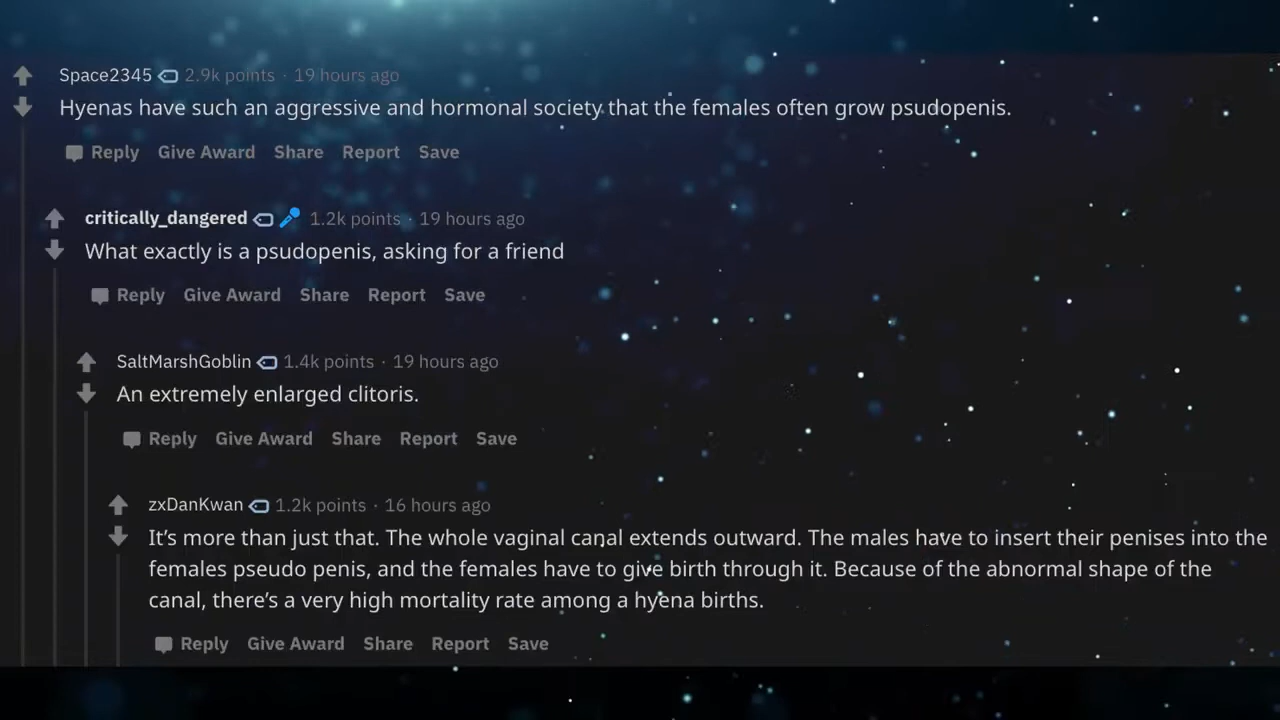 Space2345 2.9k points · 19 hours ago
Hyenas have such an aggressive and hormonal society that the females often grow psudopenis.
Reply Give Award Share Report Save
critically_dangered 1.2k points · 19 hours ago
What exactly is a psudopenis, asking for a friend
Reply Give Award Share Report Save
SaltMarshGoblin 1.4k points · 19 hours ago
An extremely enlarged clitoris.
Reply Give Award Share Report Save
zxDanKwan 1.2k points · 16 hours ago
It’s more than just that. The whole vaginal canal extends outward. The males have to insert their penises into the
females pseudo penis, and the females have to give birth through it. Because of the abnormal shape of the
canal, there’s a very high mortality rate among a hyena births.
Reply Give Award Share Report Save